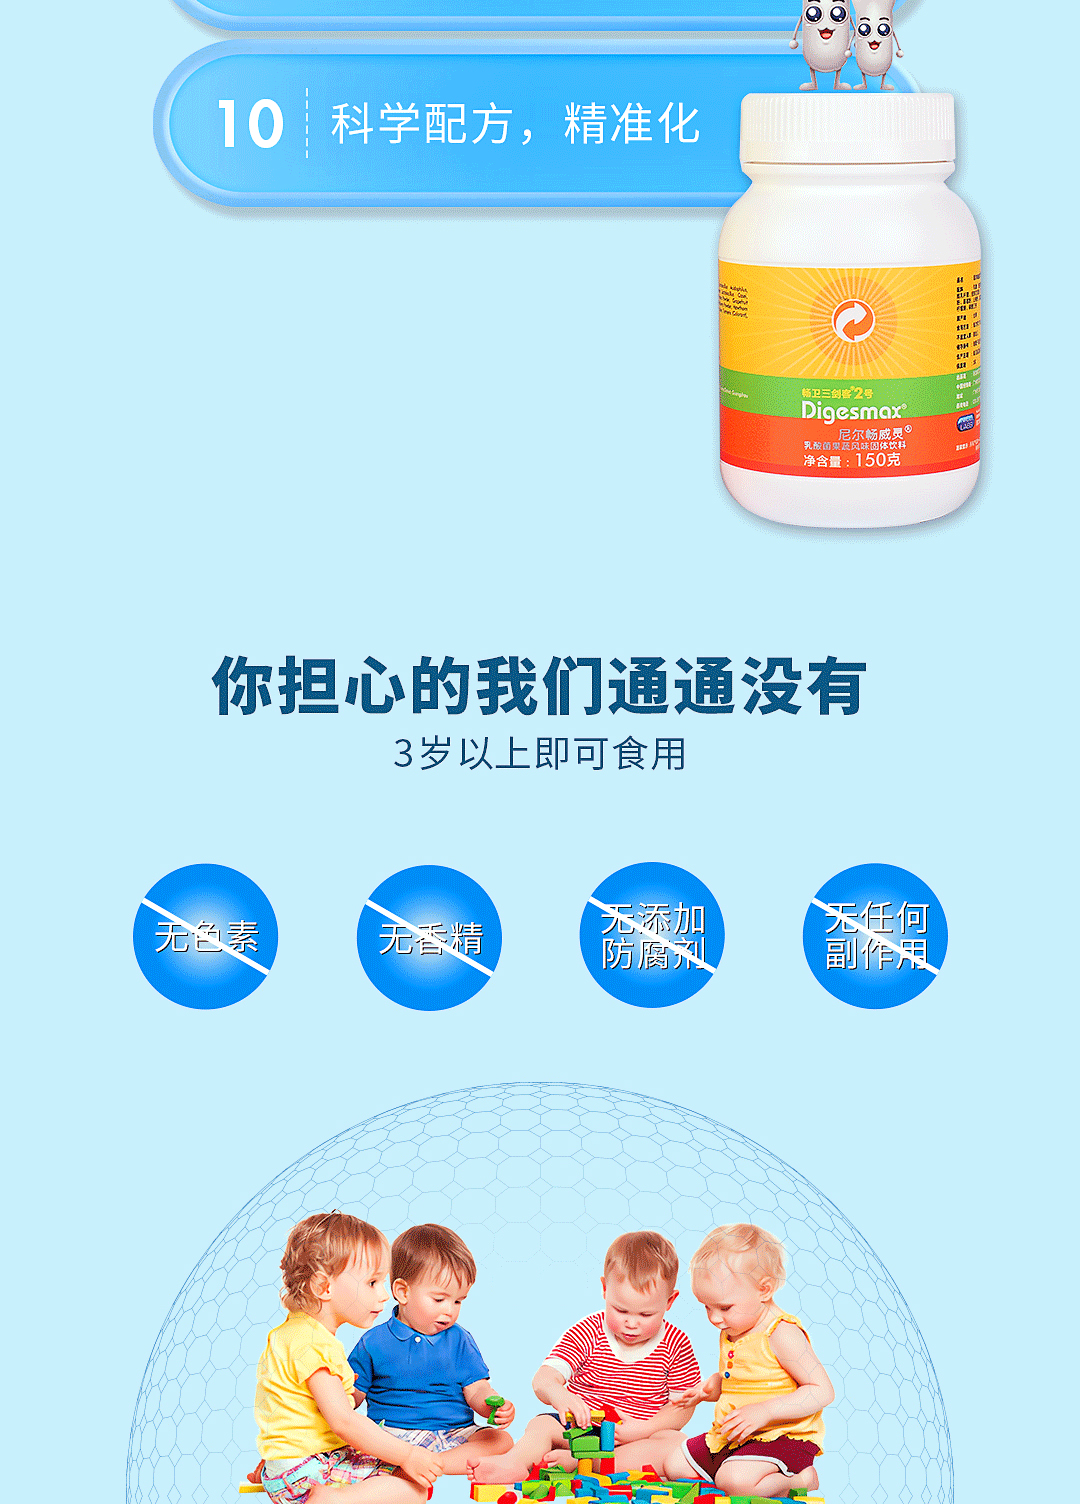 10 科学配方，精准化
畅卫三剑客®2号
Digesmax®
尼尔畅威灵®
乳酸菌果蔬风味固体饮料
净含量：150克
你担心的我们通通没有
3岁以上即可食用
无色素
无香精
无添加
防腐剂
无任何
副作用